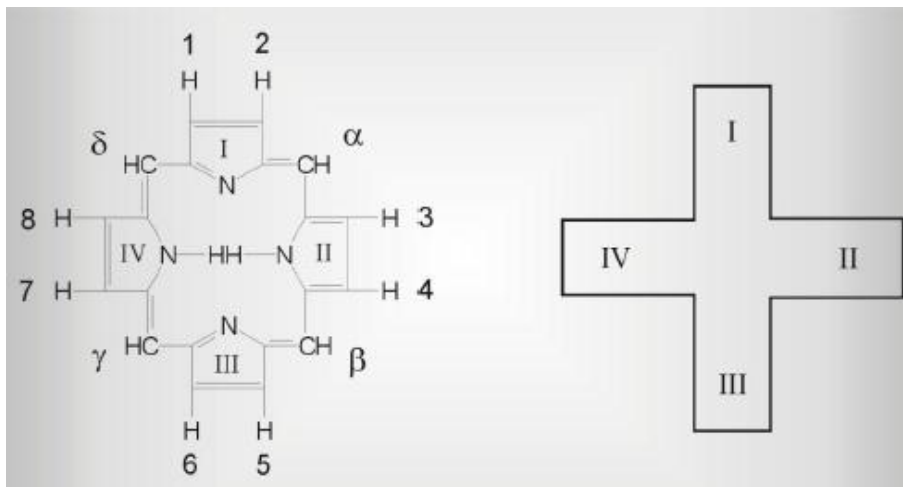 1 2
H H
δ α
I I
HC CH
N
8 H H 3
IV N HH N II IV II
7 H H 4
N
HC CH
γ III β III
H H
6 5